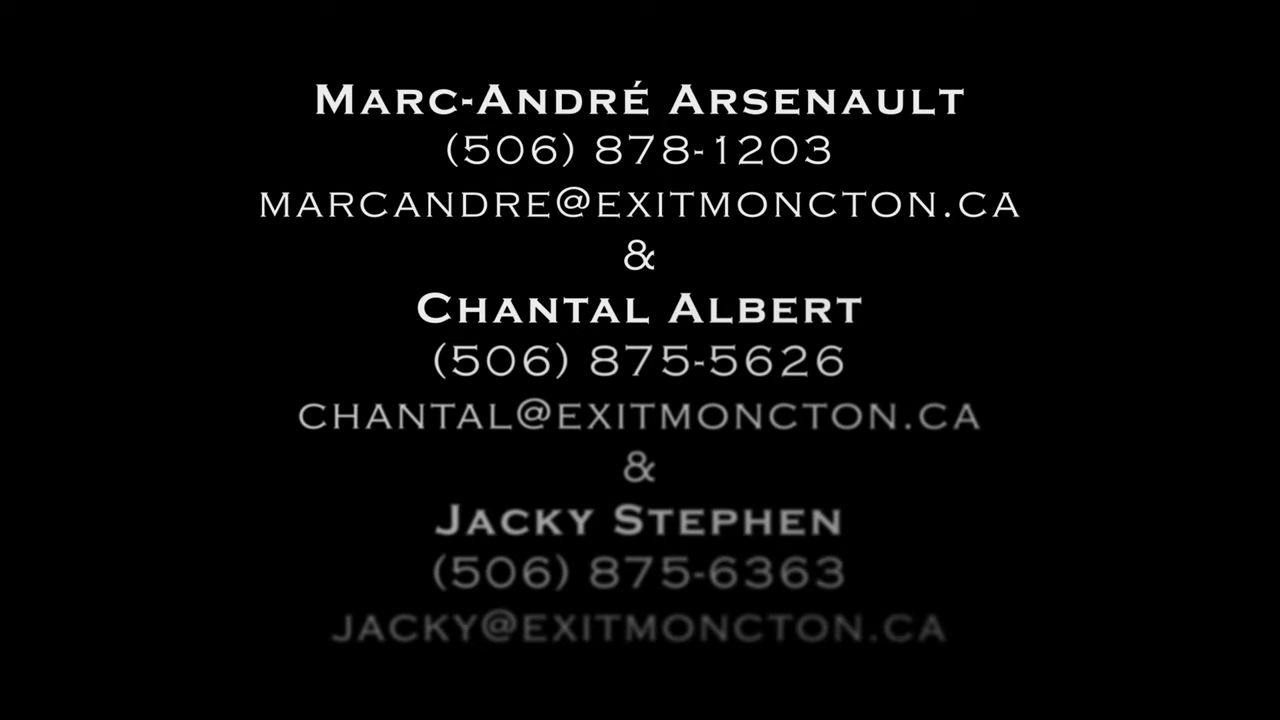 Marc-André Arsenault
(506) 878-1203
MARCANDRE@EXITMONCTON.CA
&
Chantal Albert
(506) 875-5626
CHANTAL@EXITMONCTON.CA
&
Jacky Stephen
(506) 875-6363
JACKY@EXITMONCTON.CA